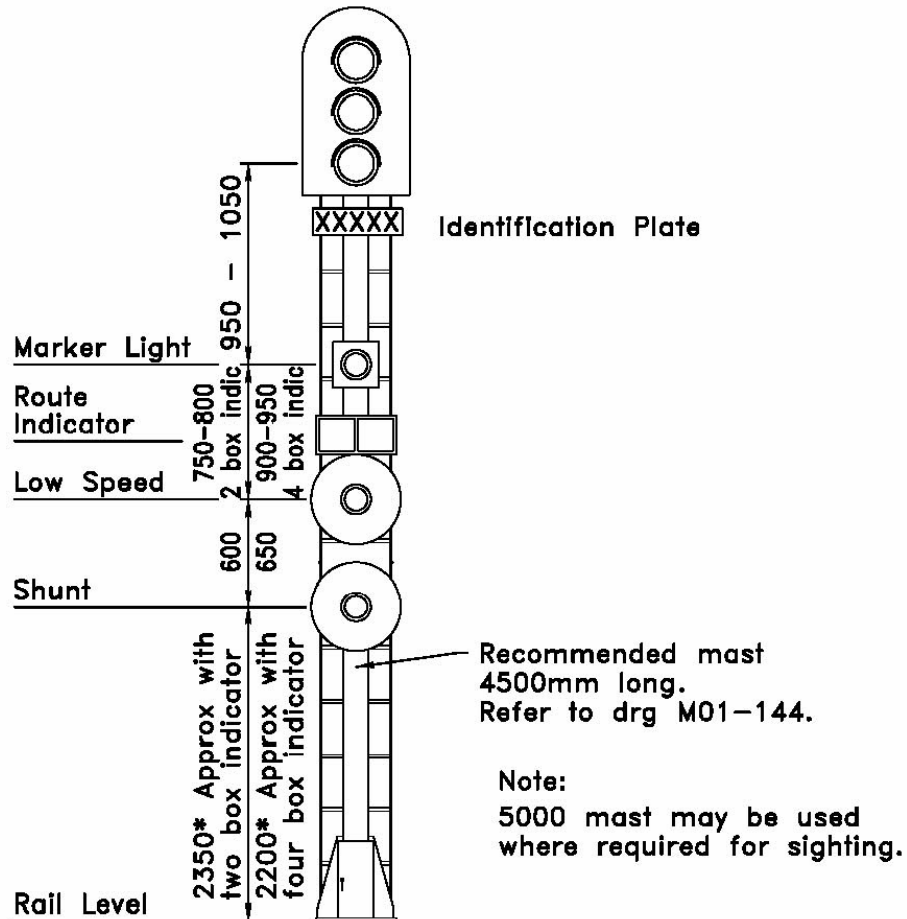 XXXXX
Identification Plate
950 - 1050
Marker Light
Route
Indicator
750-800
2 box indic
900-950
4 box indic
Low Speed
600
650
Shunt
Recommended mast
4500mm long.
Refer to drg M01-144.
2350* Approx with
two box indicator
2200* Approx with
four box indicator
Note:
5000 mast may be used
where required for sighting.
Rail Level